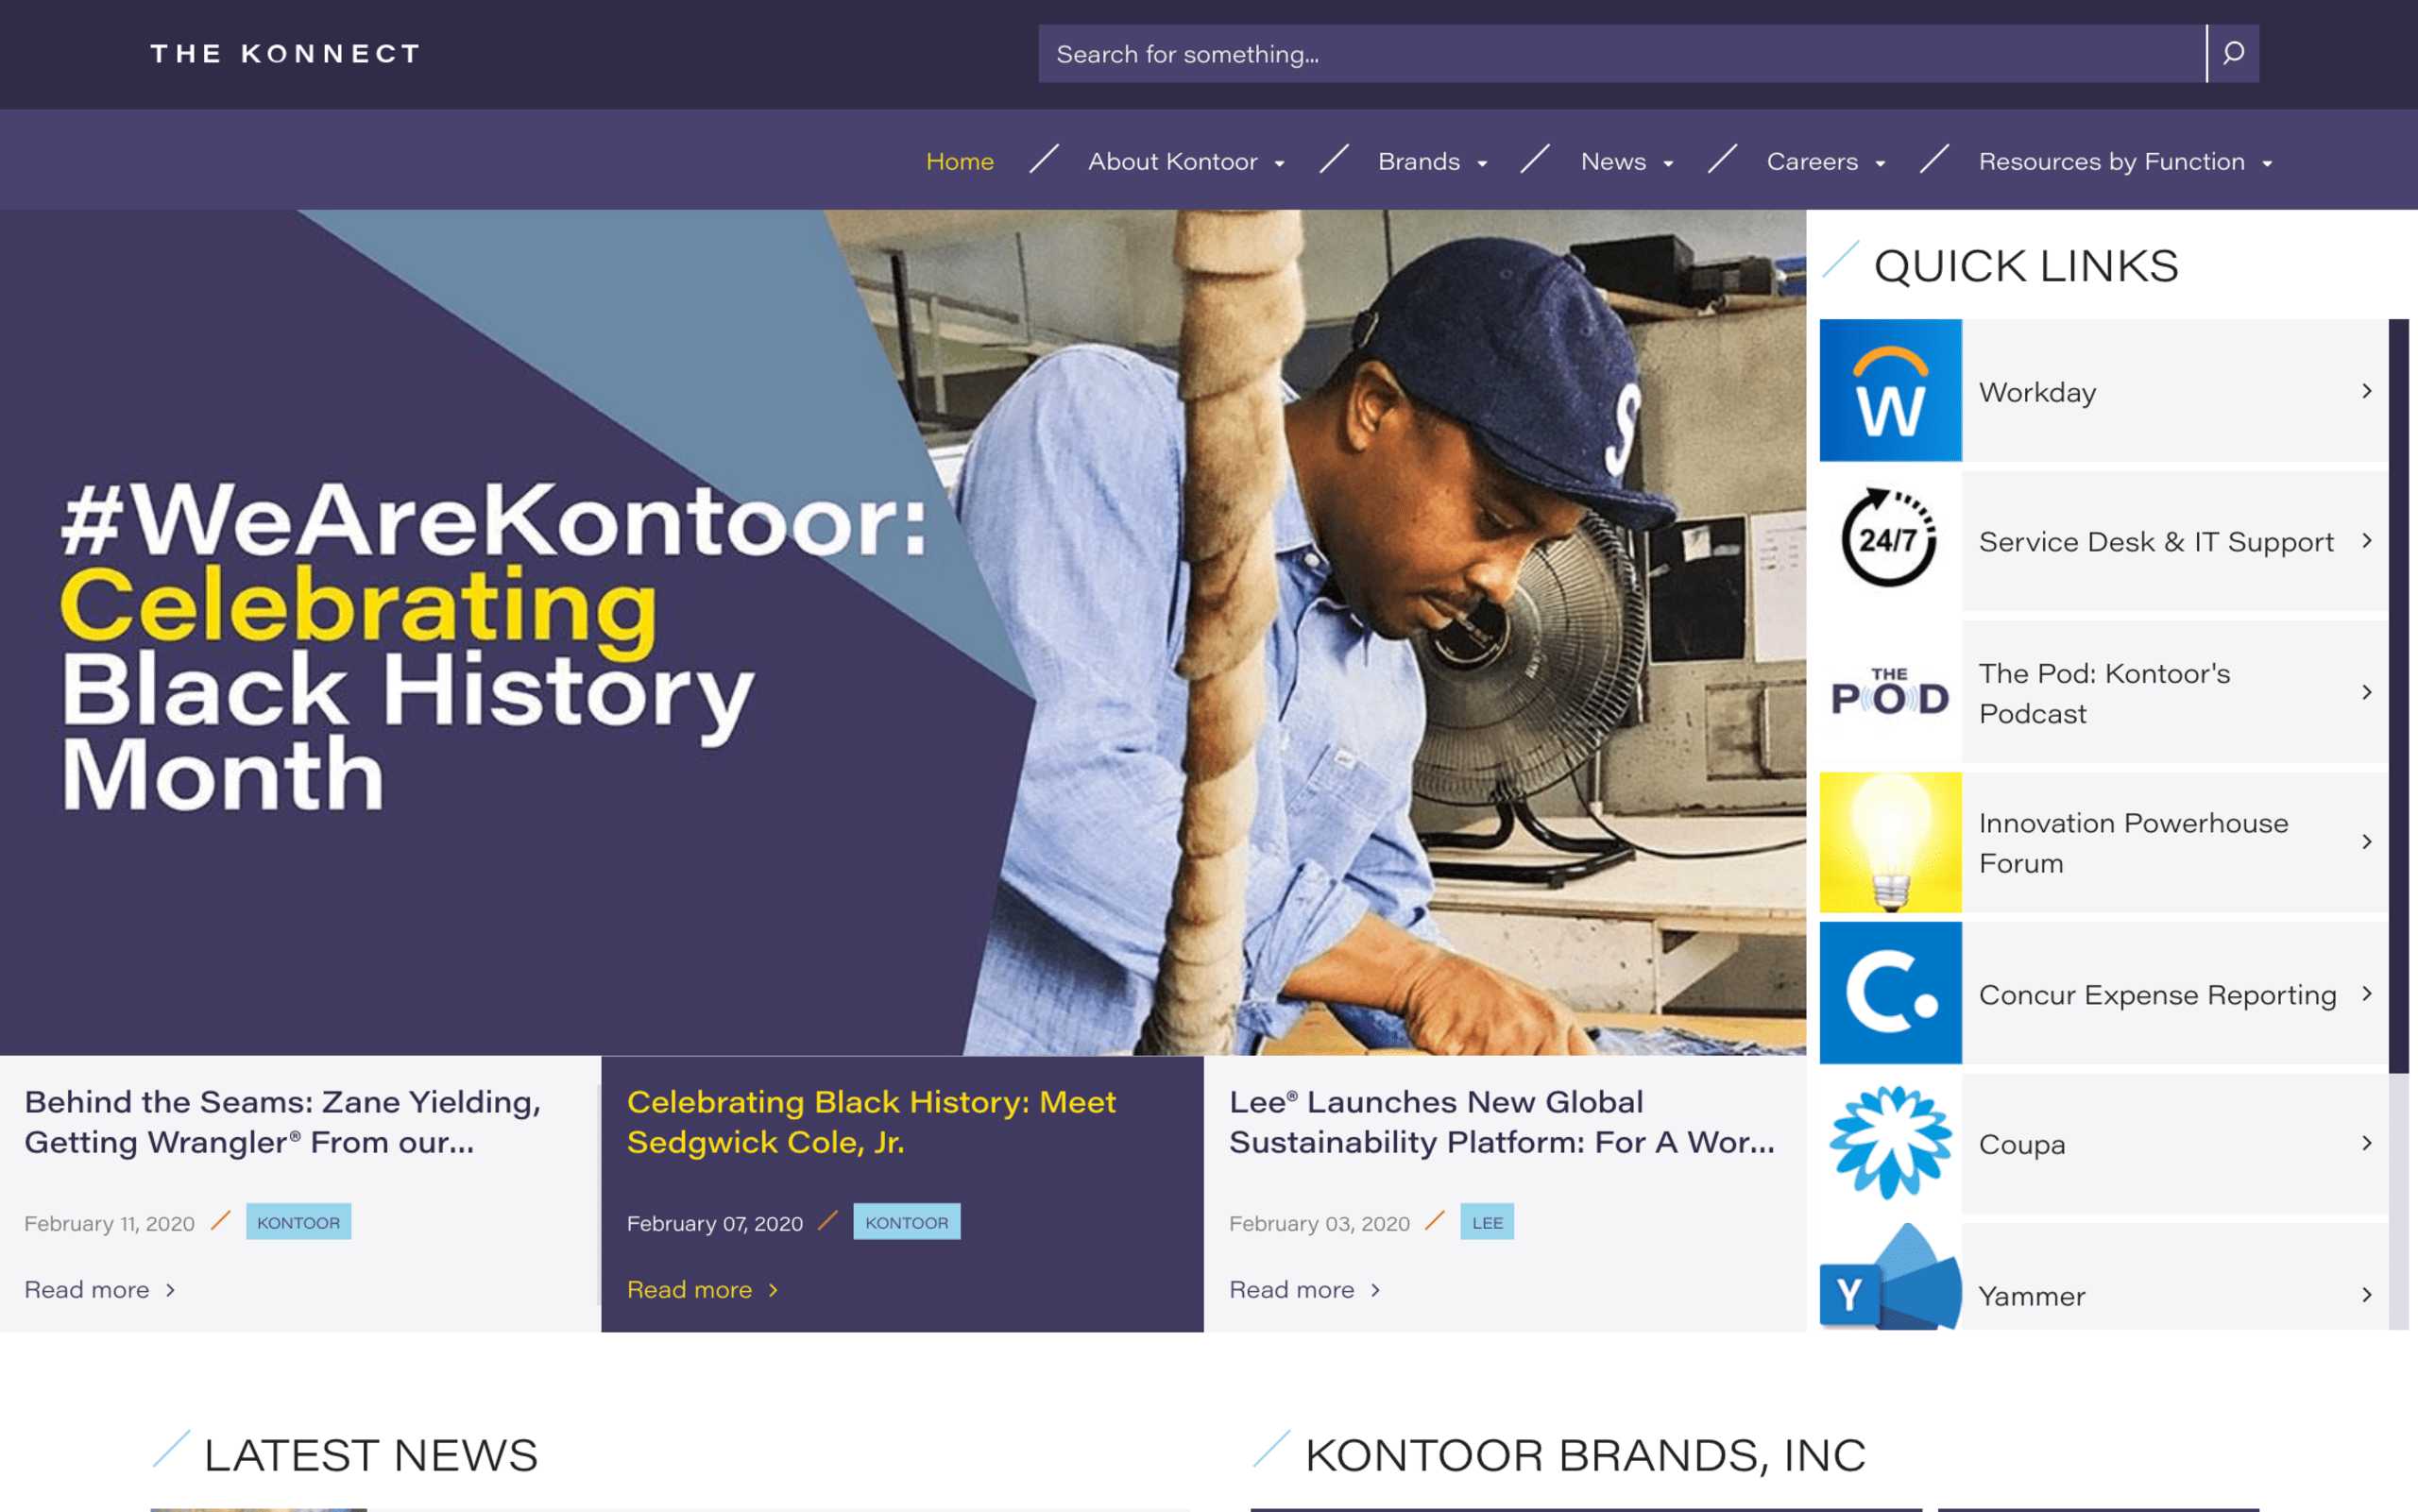 THE KONNECT
Search for something...
Home
About Kontoor
Brands
News
Careers
Resources by Function
#WeAreKontoor:
Celebrating
Black History
Month
S
QUICK LINKS
W
Workday
24/7
Service Desk & IT Support
THE
POD
The Pod: Kontoor's
Podcast
Innovation Powerhouse
Forum
C.
Concur Expense Reporting
Coupa
Y
Yammer
Behind the Seams: Zane Yielding,
Getting Wrangler® From our...
February 11, 2020
KONTOOR
Read more
Celebrating Black History: Meet
Sedgwick Cole, Jr.
February 07, 2020
KONTOOR
Read more
Lee® Launches New Global
Sustainability Platform: For A Wor...
February 03, 2020
LEE
Read more
LATEST NEWS
KONTOOR BRANDS, INC